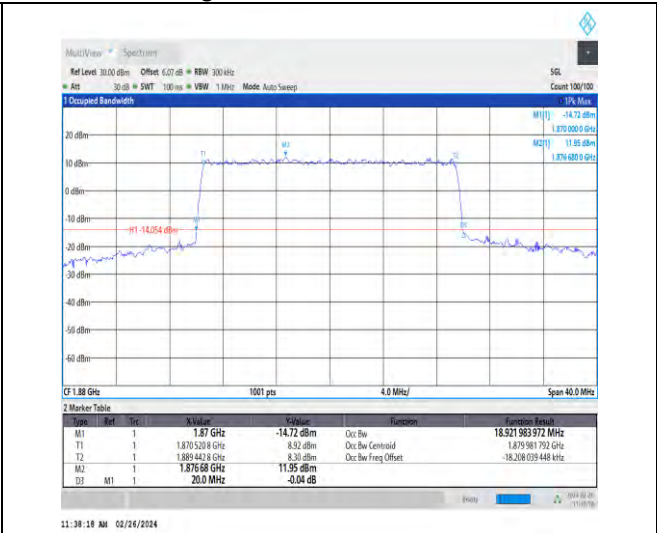 MultiView Spectrum
Ref Level 30.00 dBm Offset 6.07 dB RBW 300 kHz SGL
Att 30 dB SWT 100 ms VBW 1 MHz Mode Auto Sweep Count 100/100
1 Occupied Bandwidth 1Pk Max
M1[1] -14.72 dBm
1.870 000 0 GHz
M2[1] 11.95 dBm
1.876 680 0 GHz
20 dBm
M2
T1
10 dBm
0 dBm
-10 dBm
H1 -14.054 dBm
-20 dBm
-30 dBm
-40 dBm
-50 dBm
-60 dBm
CF 1.88 GHz 1001 pts 4.0 MHz/ Span 40.0 MHz
2 Marker Table
Type Ref Trc X-Value Y-Value Function Function Result
M1 1 1.87 GHz -14.72 dBm Occ Bw 18.921 983 972 MHz
T1 1 1.870 520 8 GHz 8.92 dBm Occ Bw Centroid 1.879 981 792 GHz
T2 1 1.889 442 8 GHz 8.30 dBm Occ Bw Freq Offset -18.208 039 448 kHz
M2 1 1.876 68 GHz 11.95 dBm
D3 M1 1 20.0 MHz -0.04 dB
11:38:18 AM 02/26/2024